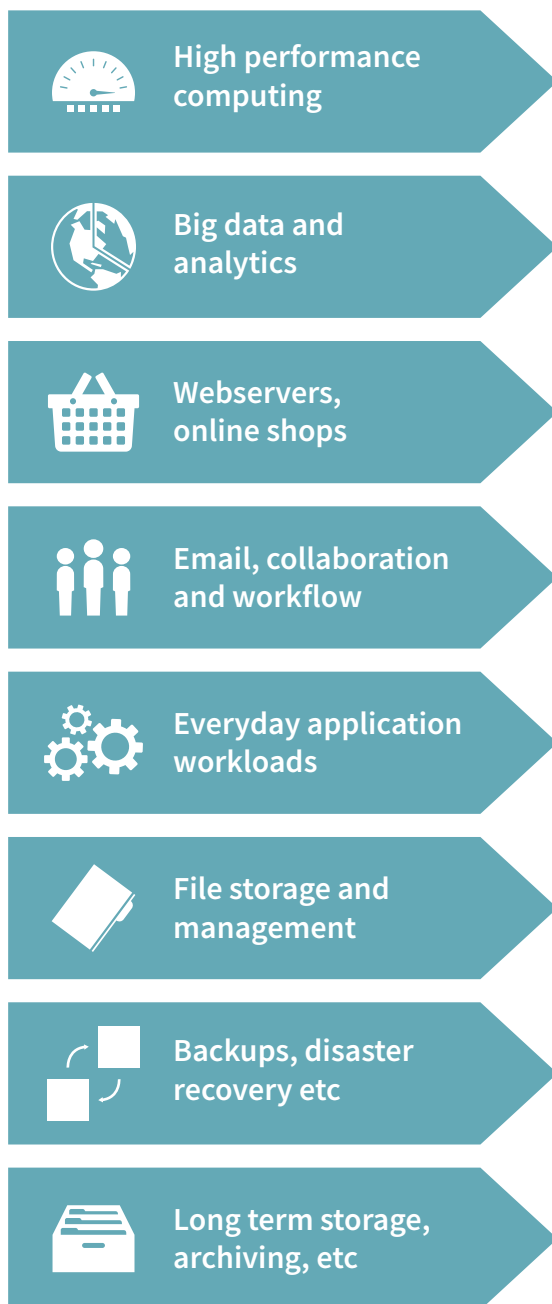 High performance
computing
Big data and
analytics
Webservers,
online shops
Email, collaboration
and workflow
Everyday application
workloads
File storage and
management
Backups, disaster
recovery etc
Long term storage,
archiving, etc